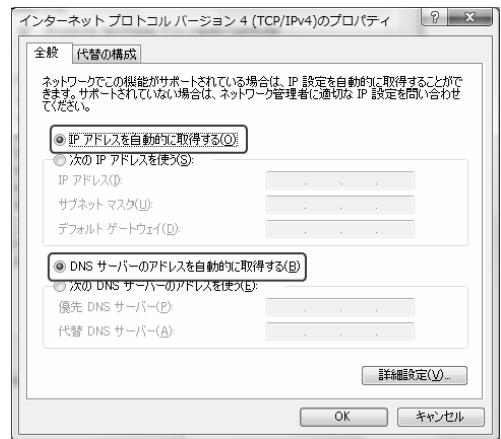 インターネット プロトコル バージョン 4 (TCP/IPv4)のプロパティ
全般 代替の構成
ネットワークでこの機能がサポートされている場合は、IP 設定を自動的に取得することがで
きます。サポートされていない場合は、ネットワーク管理者に適切な IP 設定を問い合わせ
てください。
IP アドレスを自動的に取得する(O)
次の IP アドレスを使う(S):
IP アドレス(I):
サブネット マスク(U):
デフォルト ゲートウェイ(D):
DNS サーバーのアドレスを自動的に取得する(B)
次の DNS サーバーのアドレスを使う(E):
優先 DNS サーバー(P):
代替 DNS サーバー(A):
詳細設定(V)...
OK キャンセル